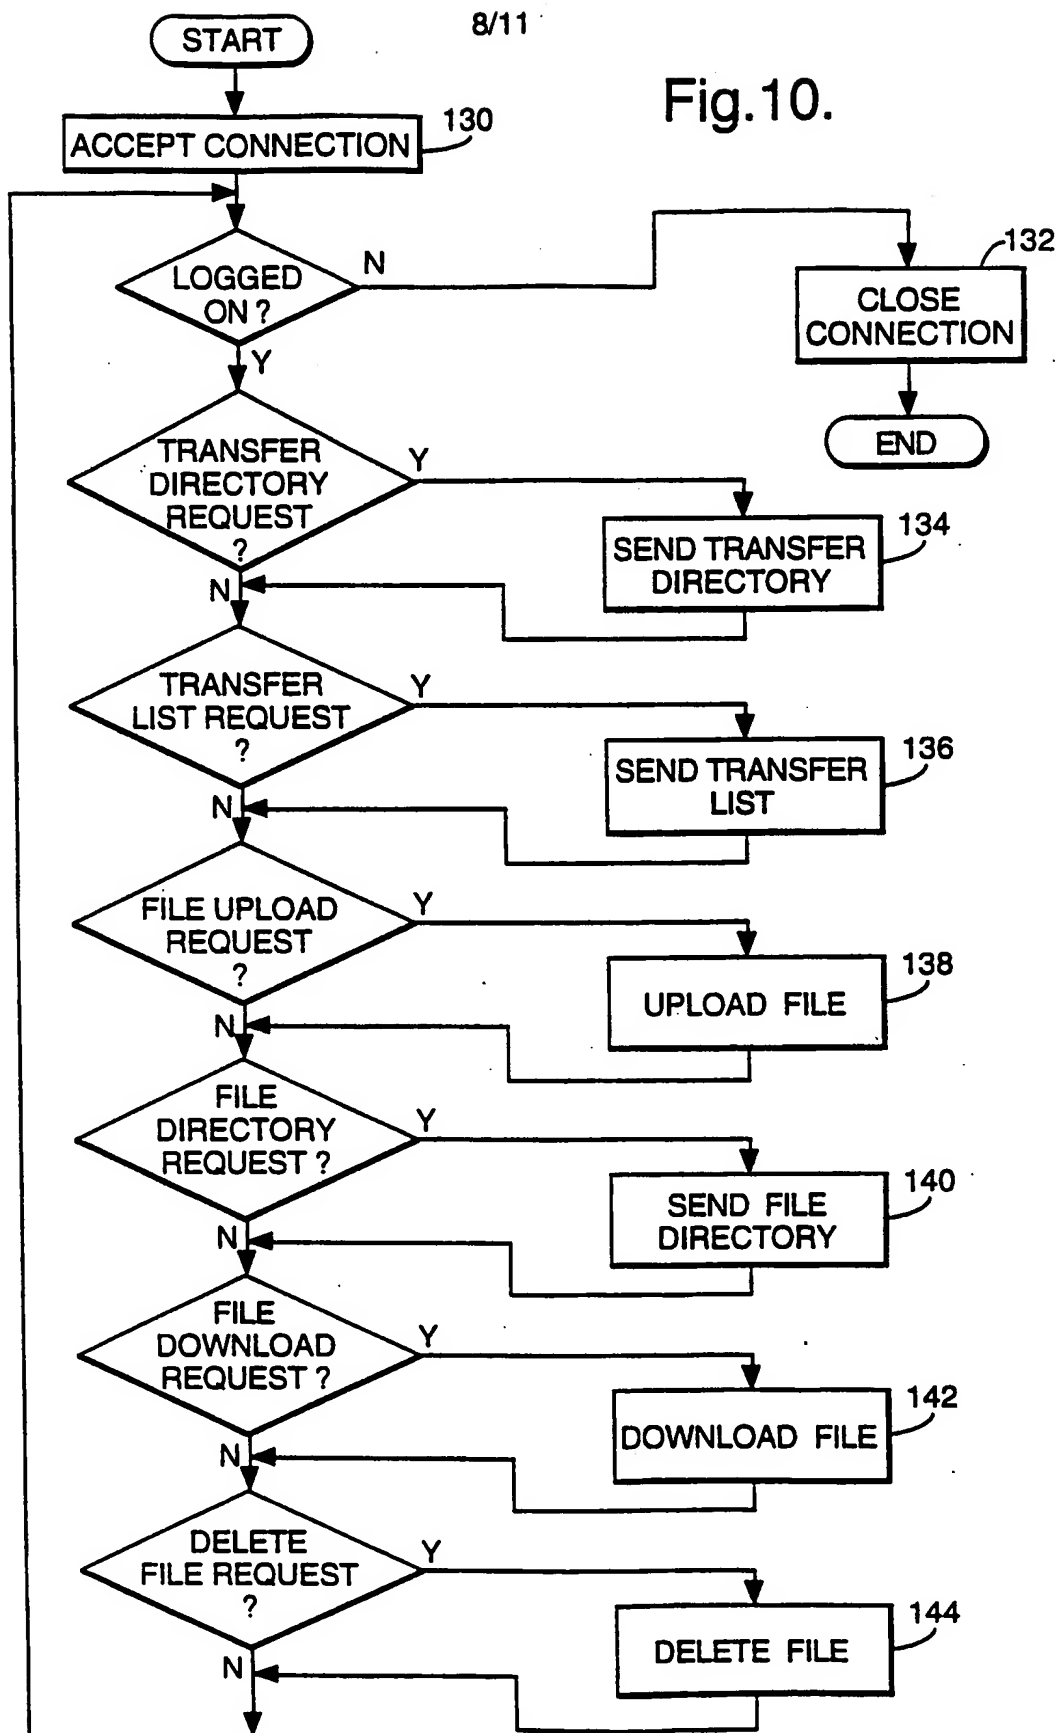 8/11
Fig.10.
START
ACCEPT CONNECTION
130
LOGGED
ON ?
N
Y
132
CLOSE
CONNECTION
END
TRANSFER
DIRECTORY
REQUEST
?
Y
N
134
SEND TRANSFER
DIRECTORY
TRANSFER
LIST REQUEST
?
Y
N
136
SEND TRANSFER
LIST
FILE UPLOAD
REQUEST
?
Y
N
138
UPLOAD FILE
FILE
DIRECTORY
REQUEST ?
Y
N
140
SEND FILE
DIRECTORY
FILE
DOWNLOAD
REQUEST ?
Y
N
142
DOWNLOAD FILE
DELETE
FILE REQUEST
?
Y
N
144
DELETE FILE